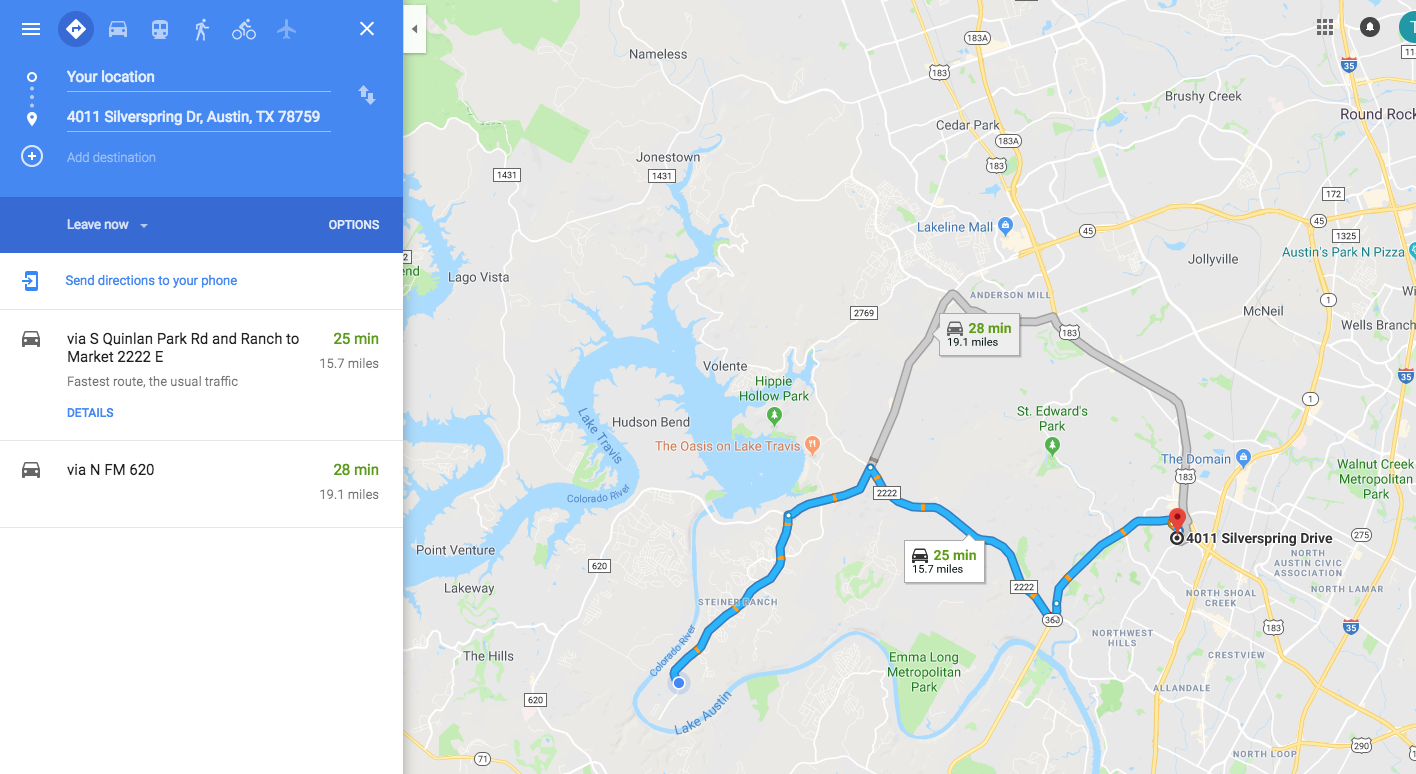 Your location
4011 Silverspring Dr, Austin, TX 78759
Add destination
Leave now
OPTIONS
Send directions to your phone
via S Quinlan Park Rd and Ranch to
Market 2222 E
25 min
15.7 miles
Fastest route, the usual traffic
DETAILS
via N FM 620
28 min
19.1 miles
Nameless
183A
183
35
Brushy Creek
Round Rock
Cedar Park
183A
183
Jonestown
1431
1431
172
Lakeline Mall
45
45
1325
Austin's Park N Pizza
Jollyville
Lago Vista
ANDERSON MILL
1
McNeil
2769
28 min
19.1 miles
183
Wells Branch
Volente
35
Hippie
Hollow Park
1
St. Edward's
Park
Lake Travis
Hudson Bend
The Oasis on Lake Travis
The Domain
Walnut Creek
Metropolitan
Park
183
Colorado River
2222
4011 Silverspring Drive
275
Point Venture
25 min
15.7 miles
NORTH
AUSTIN CIVIC
ASSOCIATION
620
2222
Lakeway
NORTH SHOAL
CREEK
NORTH LAMAR
STEINER RANCH
360
183
35
NORTHWEST
HILLS
Colorado River
The Hills
CRESTVIEW
Emma Long
Metropolitan
Park
620
ALLANDALE
Lake Austin
290
NORTH LOOP
71